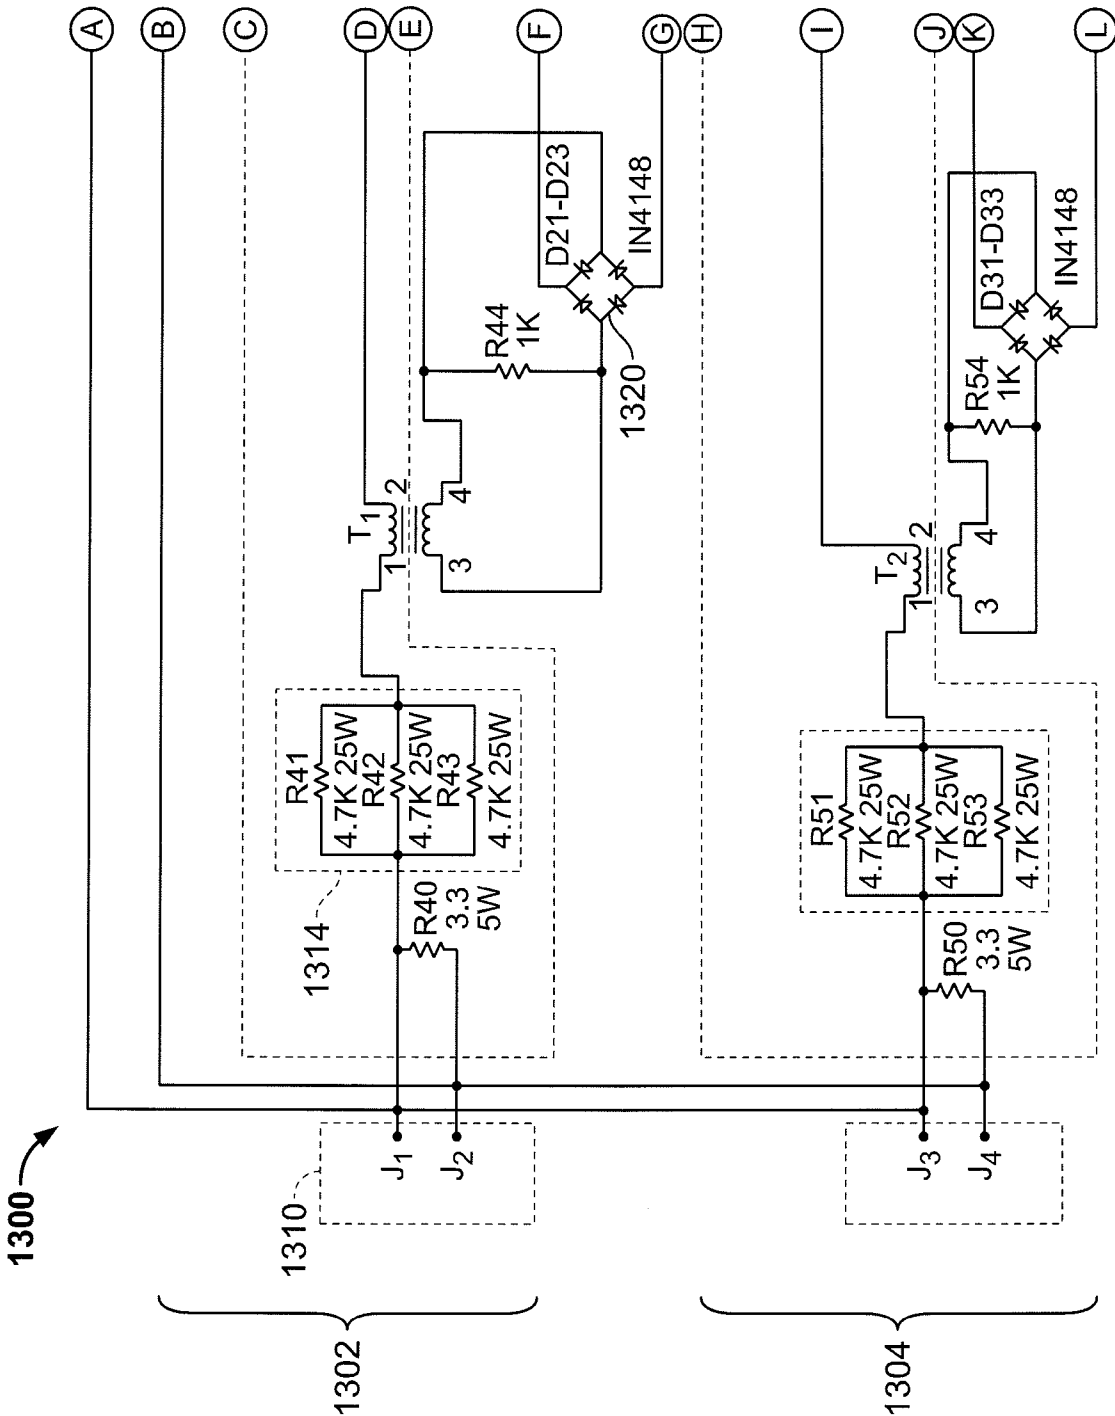 1300
A
B
C
D
E
F
G
H
I
J
K
L
1302
1310
J1
J2
1314
R40
3.3
5W
R41
4.7K 25W
R42
4.7K 25W
R43
4.7K 25W
T1
1
2
3
4
R44
1K
D21-D23
IN4148
1320
1304
J3
J4
R50
3.3
5W
R51
4.7K 25W
R52
4.7K 25W
R53
4.7K 25W
T2
1
2
3
4
R54
1K
D31-D33
IN4148